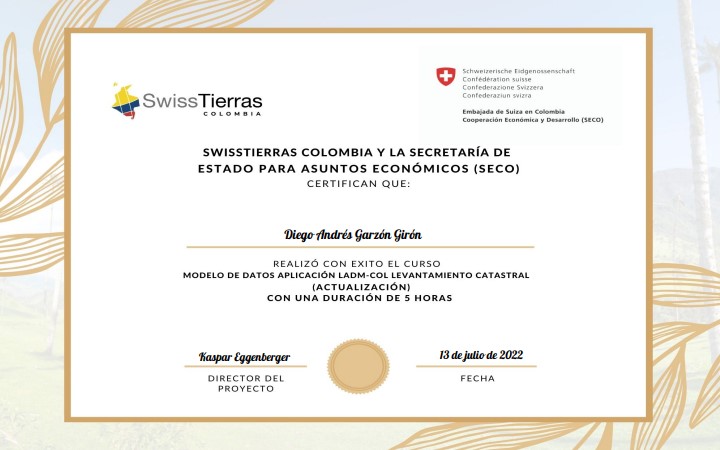 SwissTierras
COLOMBIA
Schweizerische Eidgenossenschaft
Confédération suisse
Confederazione Svizzera
Confederaziun svizra
Embajada de Suiza en Colombia
Cooperación Económica y Desarrollo (SECO)
SWISSTIERRAS COLOMBIA Y LA SECRETARÍA DE
ESTADO PARA ASUNTOS ECONÓMICOS (SECO)
CERTIFICAN QUE:
Diego Andrés Garzón Girón
REALIZÓ CON EXITO EL CURSO
MODELO DE DATOS APLICACIÓN LADM-COL LEVANTAMIENTO CATASTRAL
(ACTUALIZACIÓN)
CON UNA DURACIÓN DE 5 HORAS
Kaspar Eggenberger
DIRECTOR DEL
PROYECTO
13 de julio de 2022
FECHA